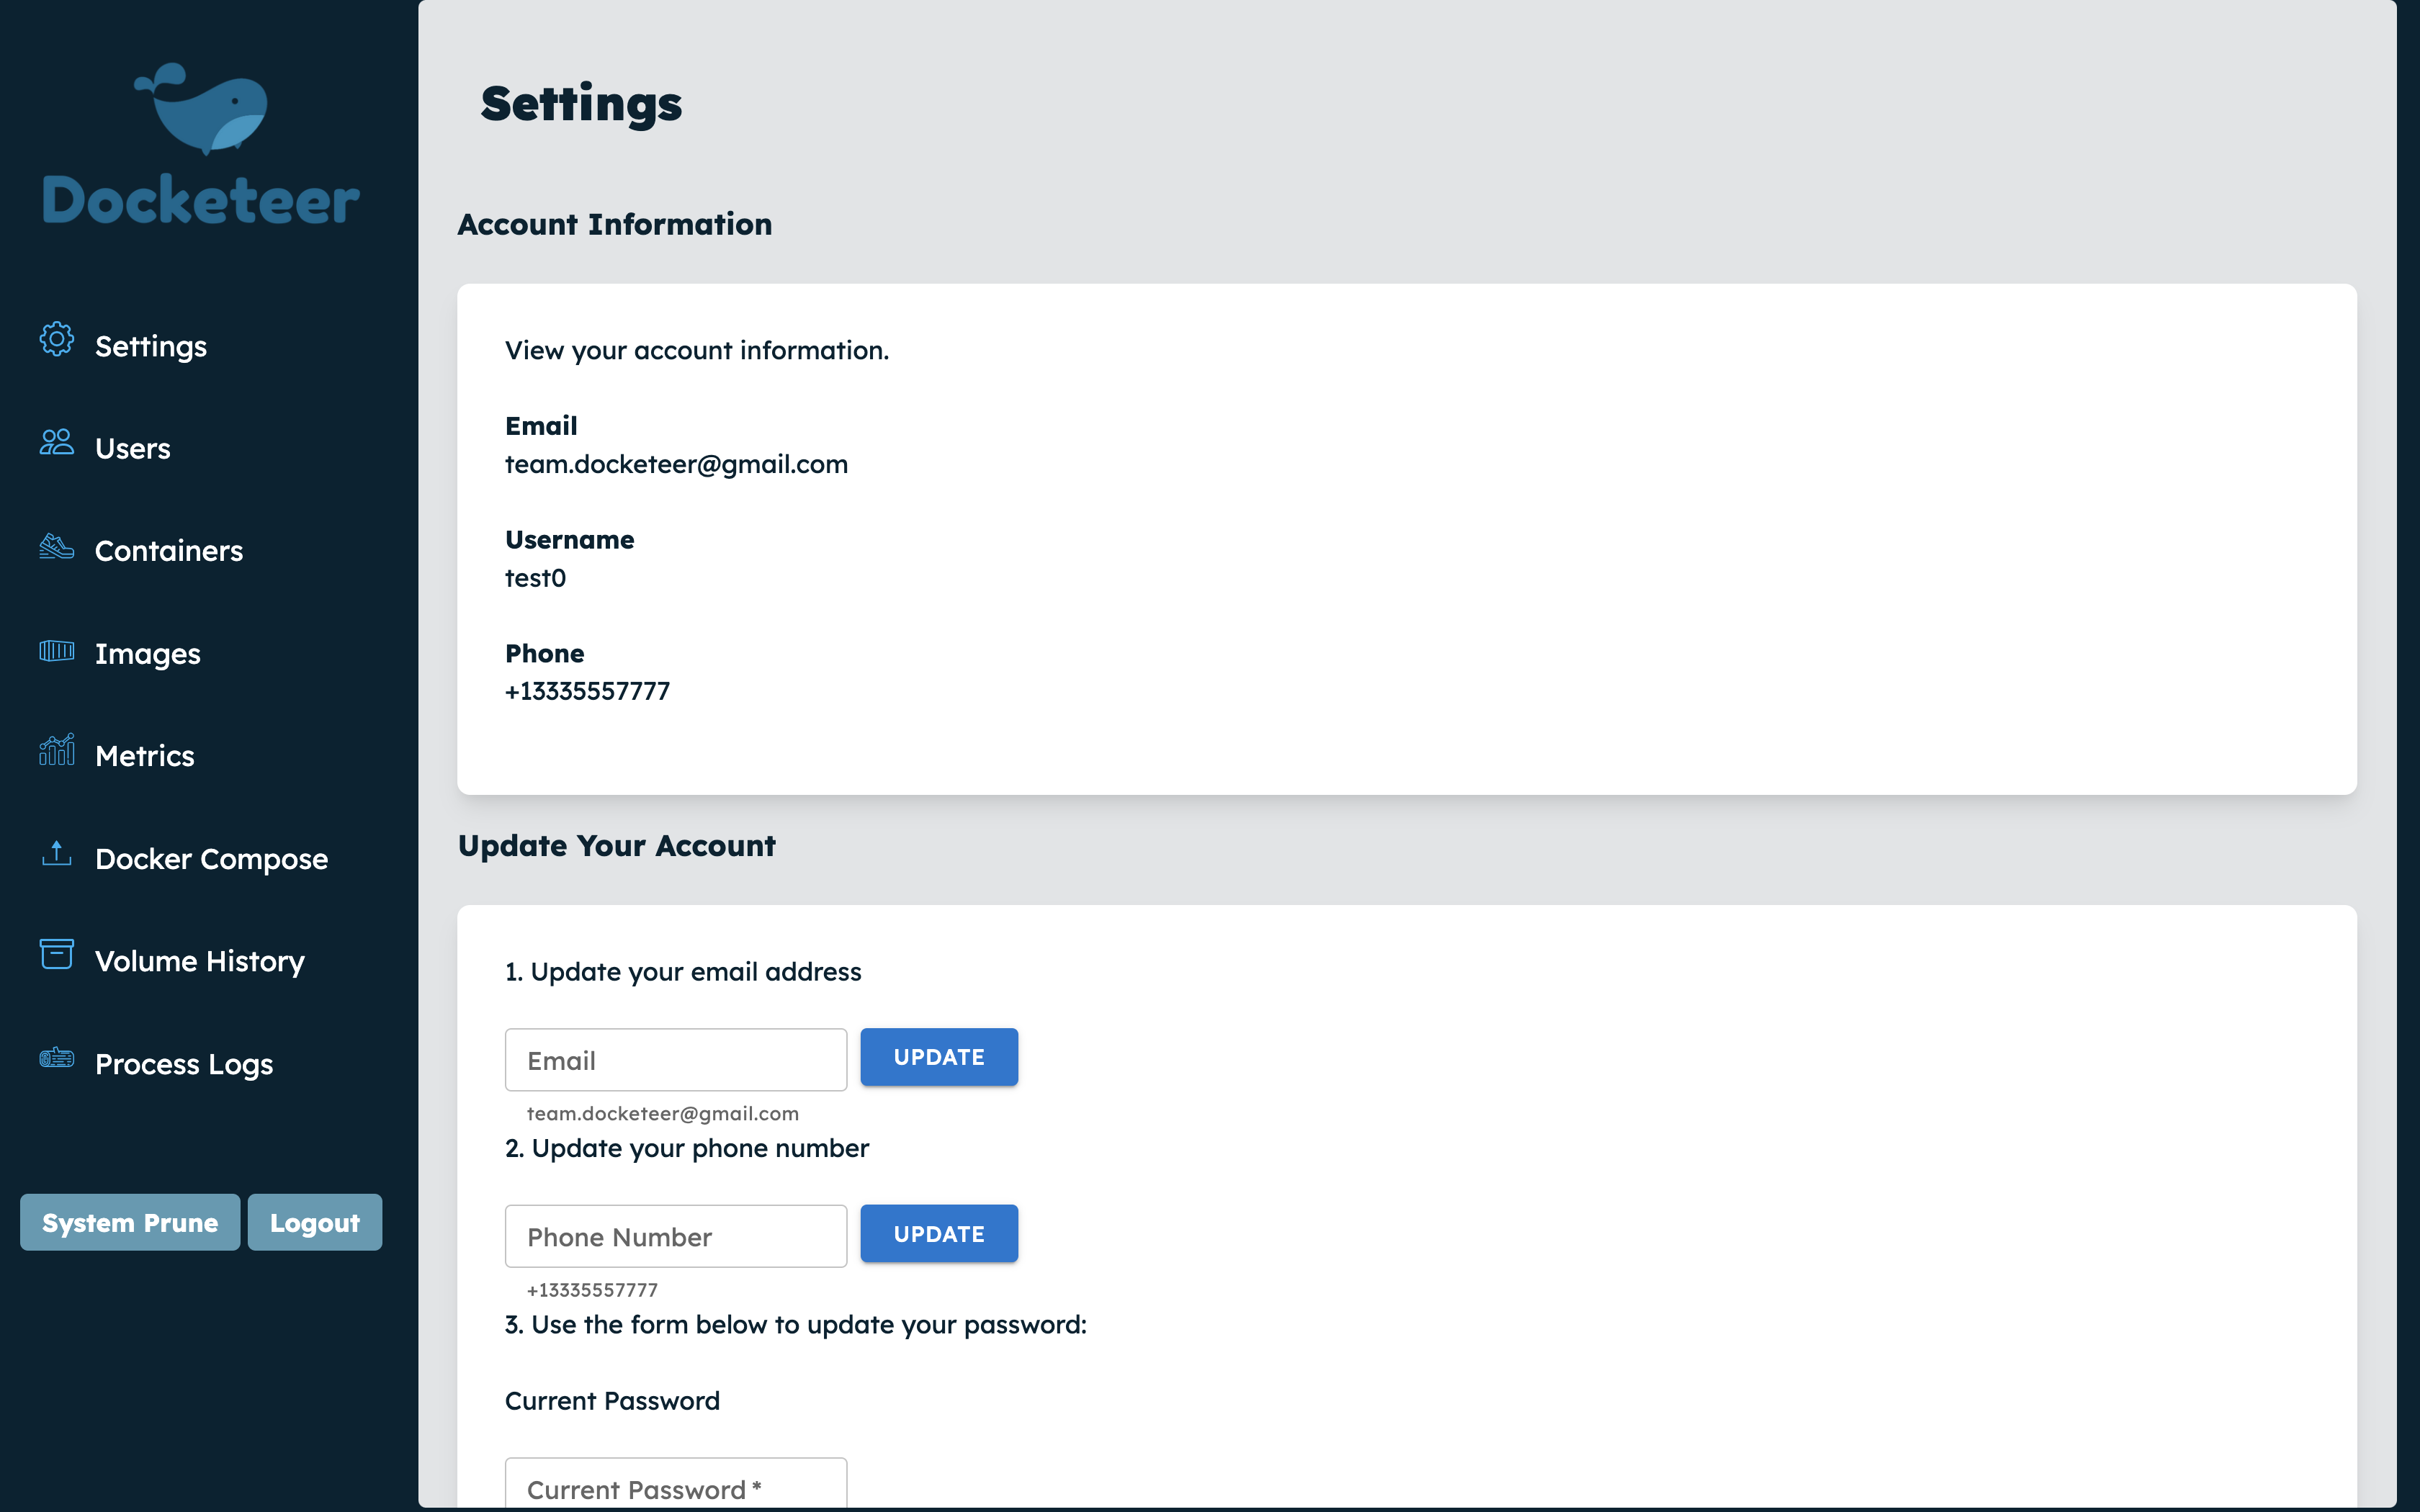 Docketeer
Settings
Users
Containers
Images
Metrics
Docker Compose
Volume History
Process Logs
System Prune
Logout
Settings
Account Information
View your account information.
Email
team.docketeer@gmail.com
Username
test0
Phone
+13335557777
Update Your Account
1. Update your email address
Email
UPDATE
team.docketeer@gmail.com
2. Update your phone number
Phone Number
UPDATE
+13335557777
3. Use the form below to update your password:
Current Password
Current Password *